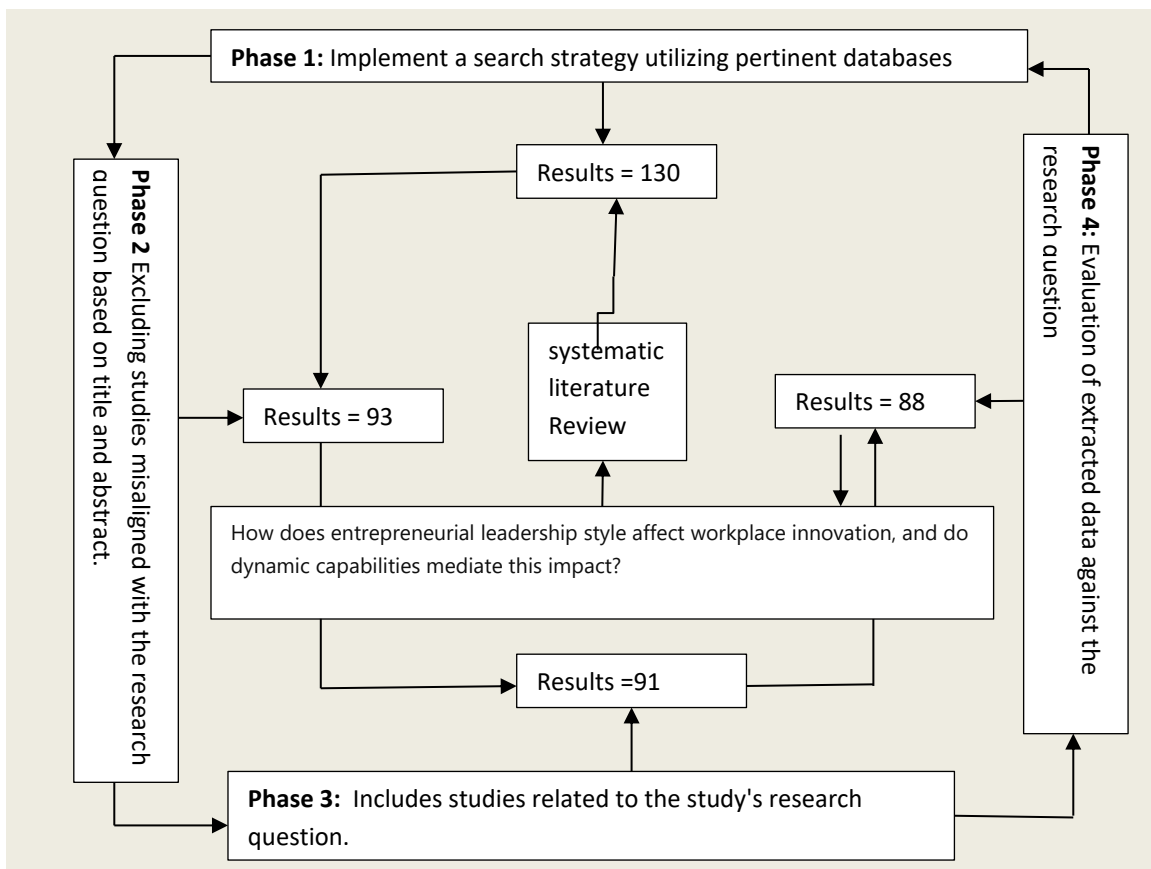 Phase 1: Implement a search strategy utilizing pertinent databases
Results = 130
Phase 2 Excluding studies misaligned with the research
question based on title and abstract.
Phase 4: Evaluation of extracted data against the
research question
systematic
literature
Review
Results = 93
Results = 88
How does entrepreneurial leadership style affect workplace innovation, and do
dynamic capabilities mediate this impact?
Results =91
Phase 3: Includes studies related to the study's research
question.